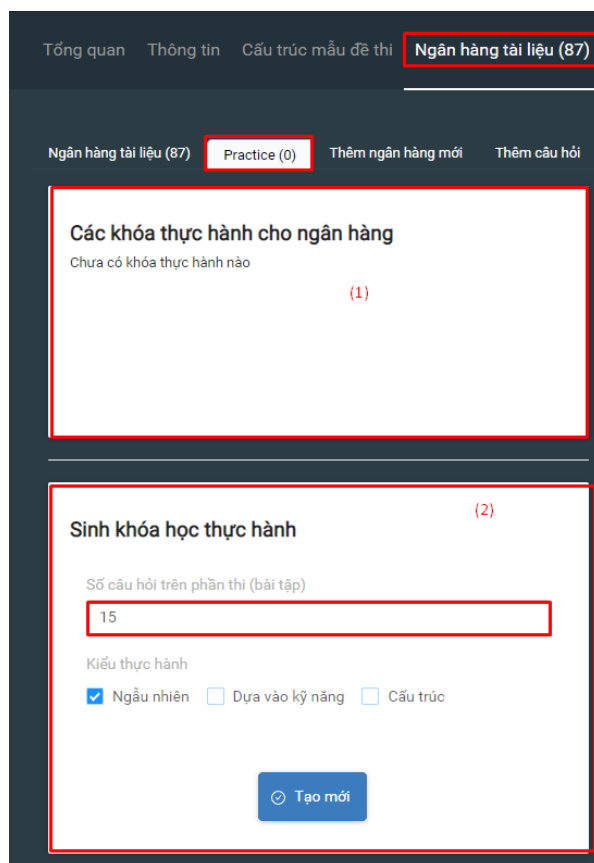 Tổng quan Thông tin Cấu trúc mẫu đề thi Ngân hàng tài liệu (87)
Ngân hàng tài liệu (87) Practice (0) Thêm ngân hàng mới Thêm câu hỏi
Các khóa thực hành cho ngân hàng
Chưa có khóa thực hành nào
(1)
(2)
Sinh khóa học thực hành
Số câu hỏi trên phần thi (bài tập)
15
Kiểu thực hành
Ngẫu nhiên Dựa vào kỹ năng Cấu trúc
Tạo mới